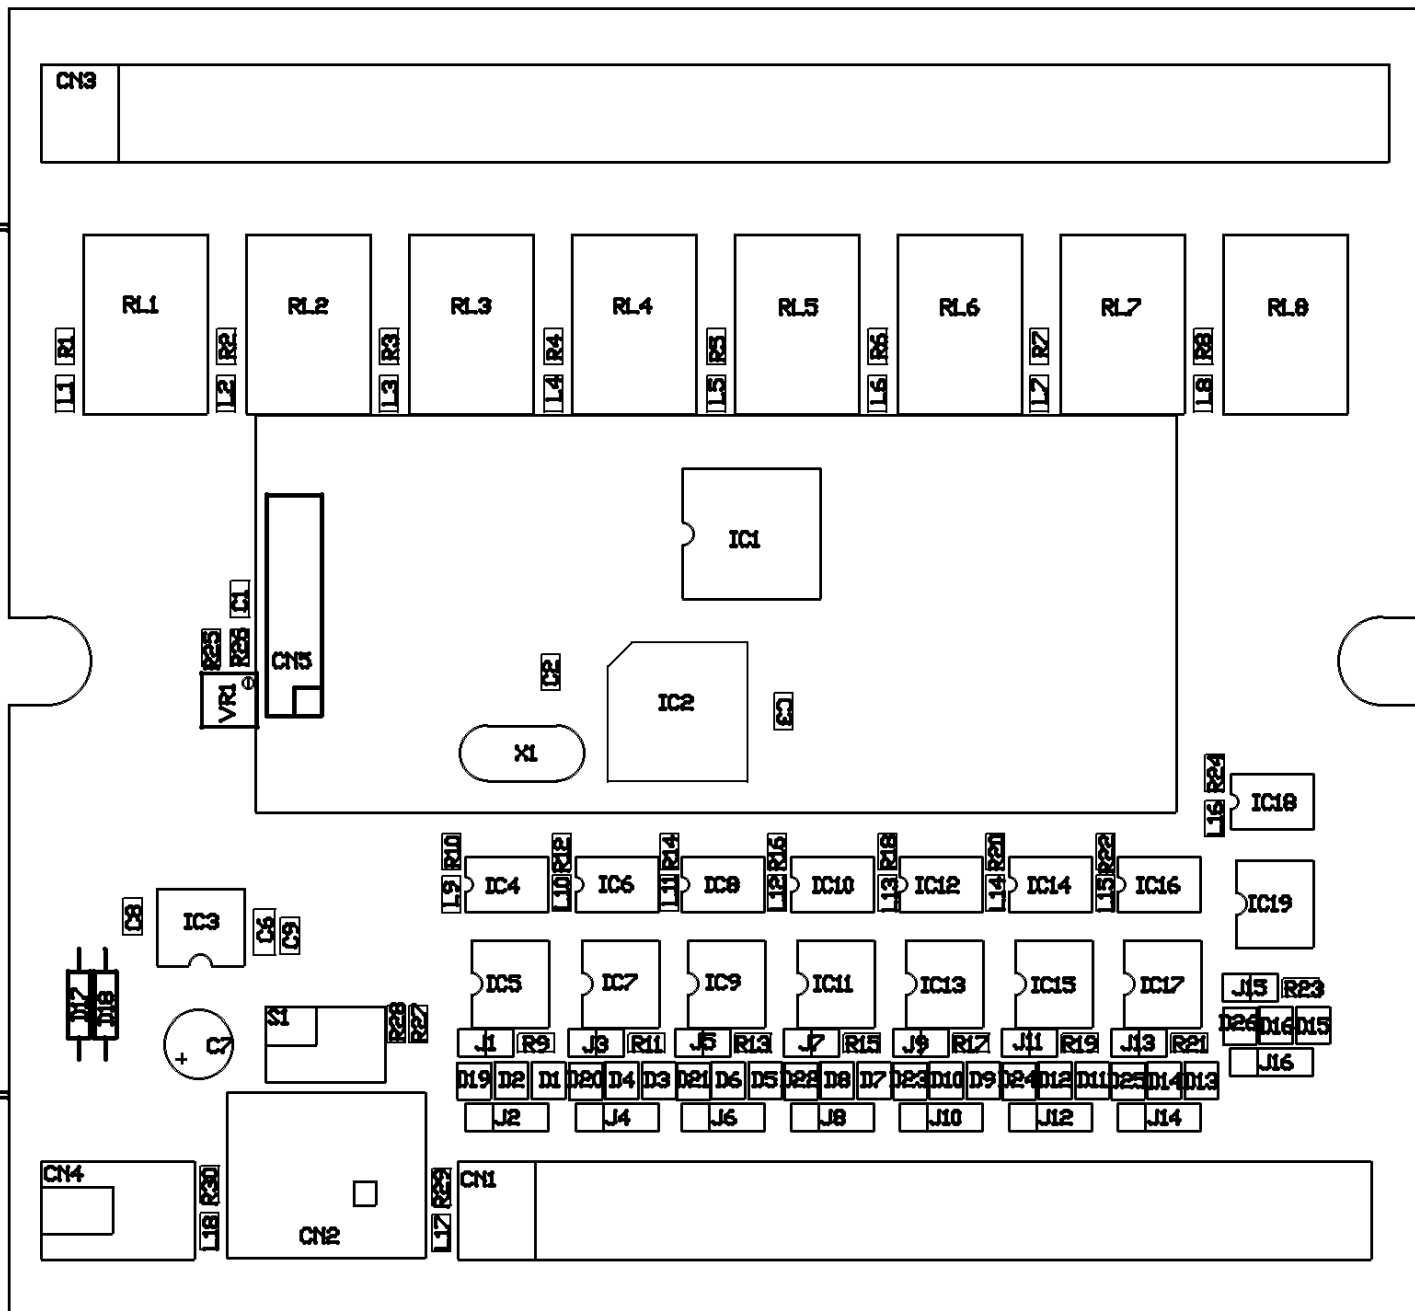 CN3
RL1 RL2 RL3 RL4 RL5 RL6 RL7 RL8
R1 R2 R3 R4 R5 R6 R7 R8
L1 L2 L3 L4 L5 L6 L7 L8
IC1
C1
R25 R26 CN5 C2
VR1 IC2 C3
X1
R24
L16 IC18
R10 R12 R14 R16 R18 R20 R22
L9 IC4 L10 IC6 L11 IC8 L12 IC10 L13 IC12 L14 IC14 L15 IC16
IC19
C8 IC3 C6 C9
IC5 IC7 IC9 IC11 IC13 IC15 IC17
J15 R23
D17 D18 S1 R28 R27
D26 D16 D15
C7 J1 R9 J3 R11 J5 R13 J7 R15 J9 R17 J11 R19 J13 R21
J16
D19 D2 D1 D20 D4 D3 D21 D6 D5 D22 D8 D7 D23 D10 D9 D24 D12 D11 D25 D14 D13
J2 J4 J6 J8 J10 J12 J14
CN4 R30 R29 CN1
L18 CN2 L17